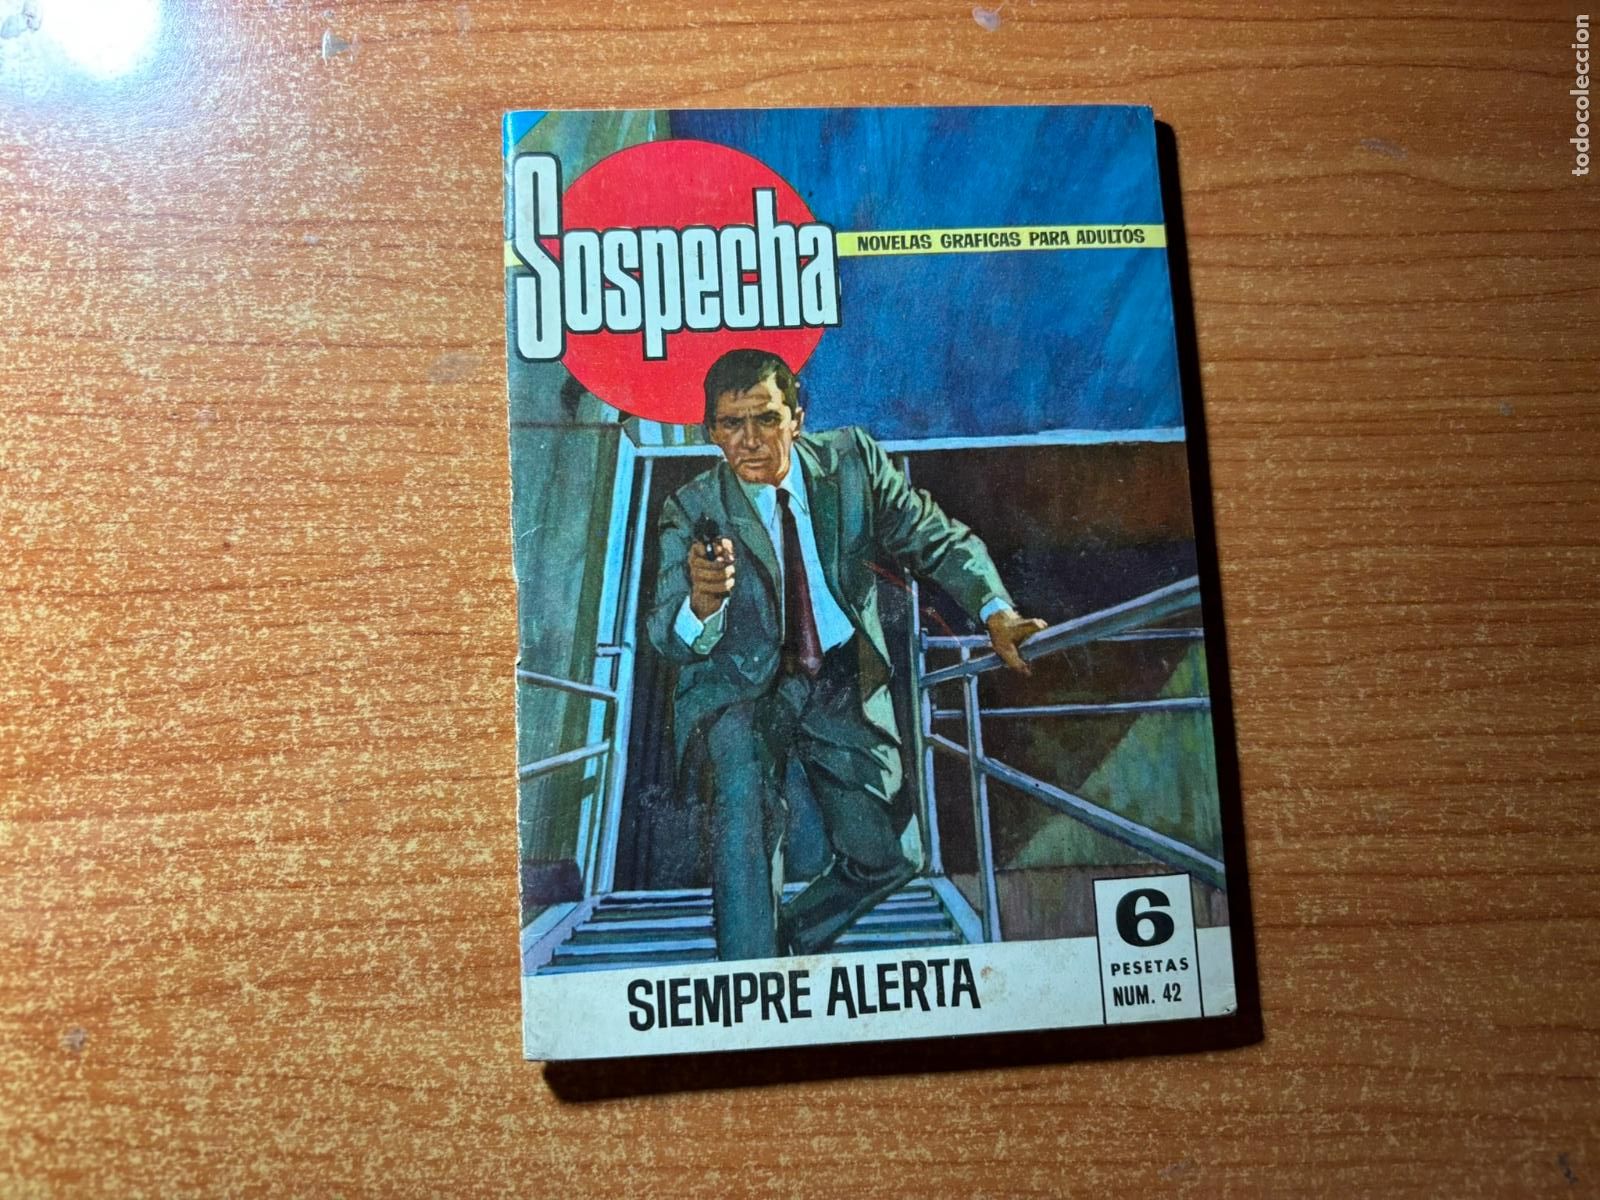 Sospecha
NOVELAS GRAFICAS PARA ADULTOS
6
PESETAS
NUM. 42
SIEMPRE ALERTA
todocoleccion